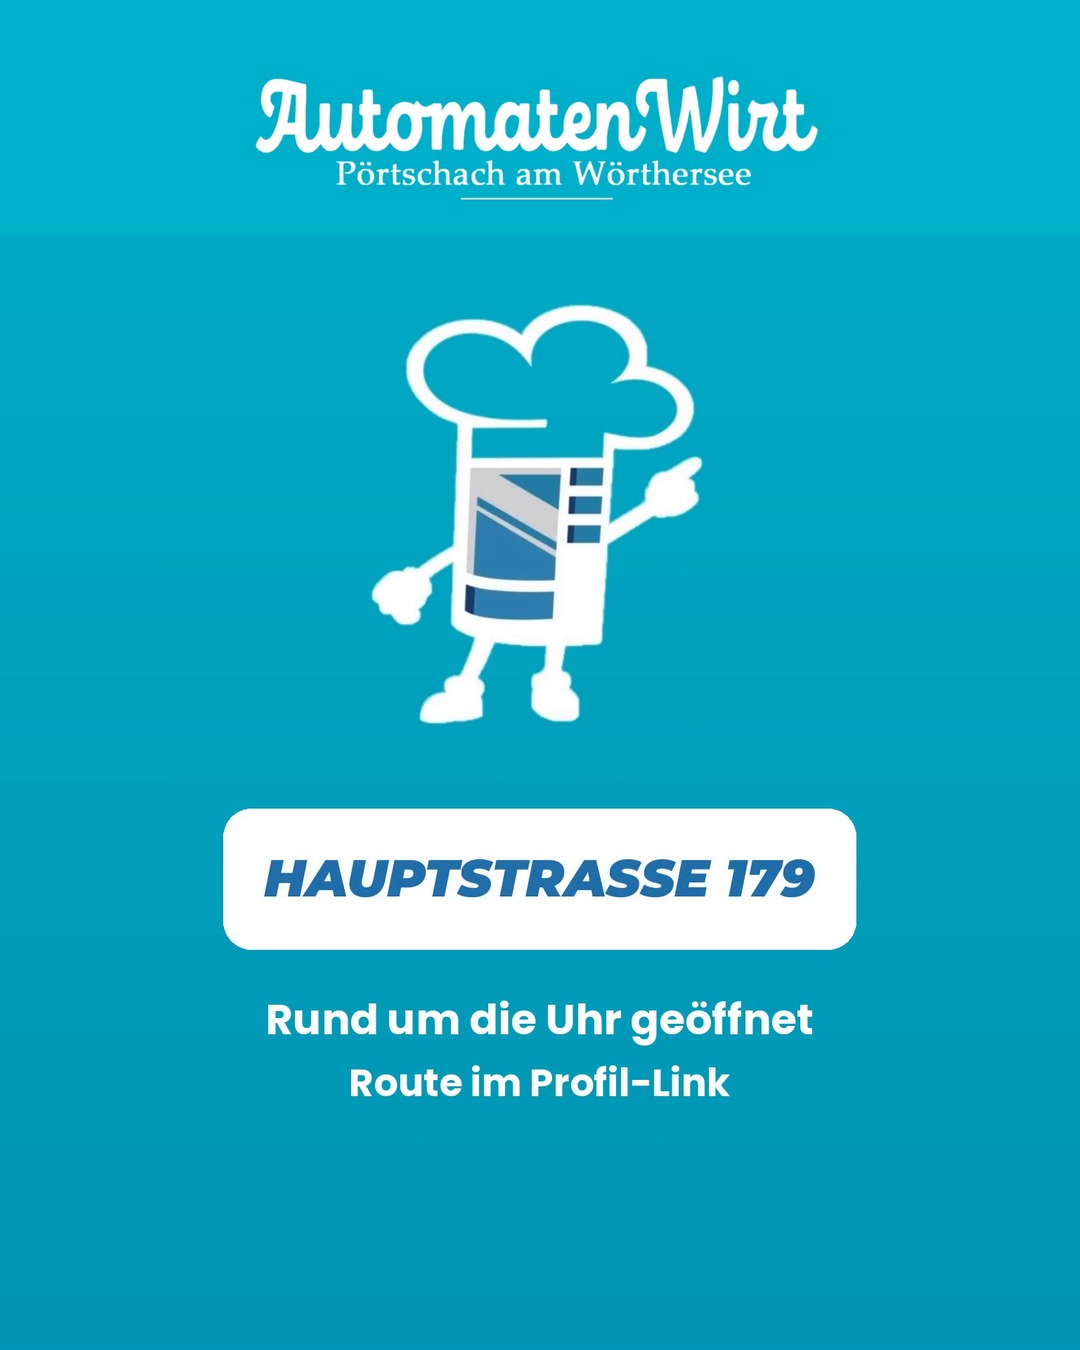 AutomatenWirt
Pörtschach am Wörthersee
HAUPTSTRASSE 179
Rund um die Uhr geöffnet
Route im Profil-Link